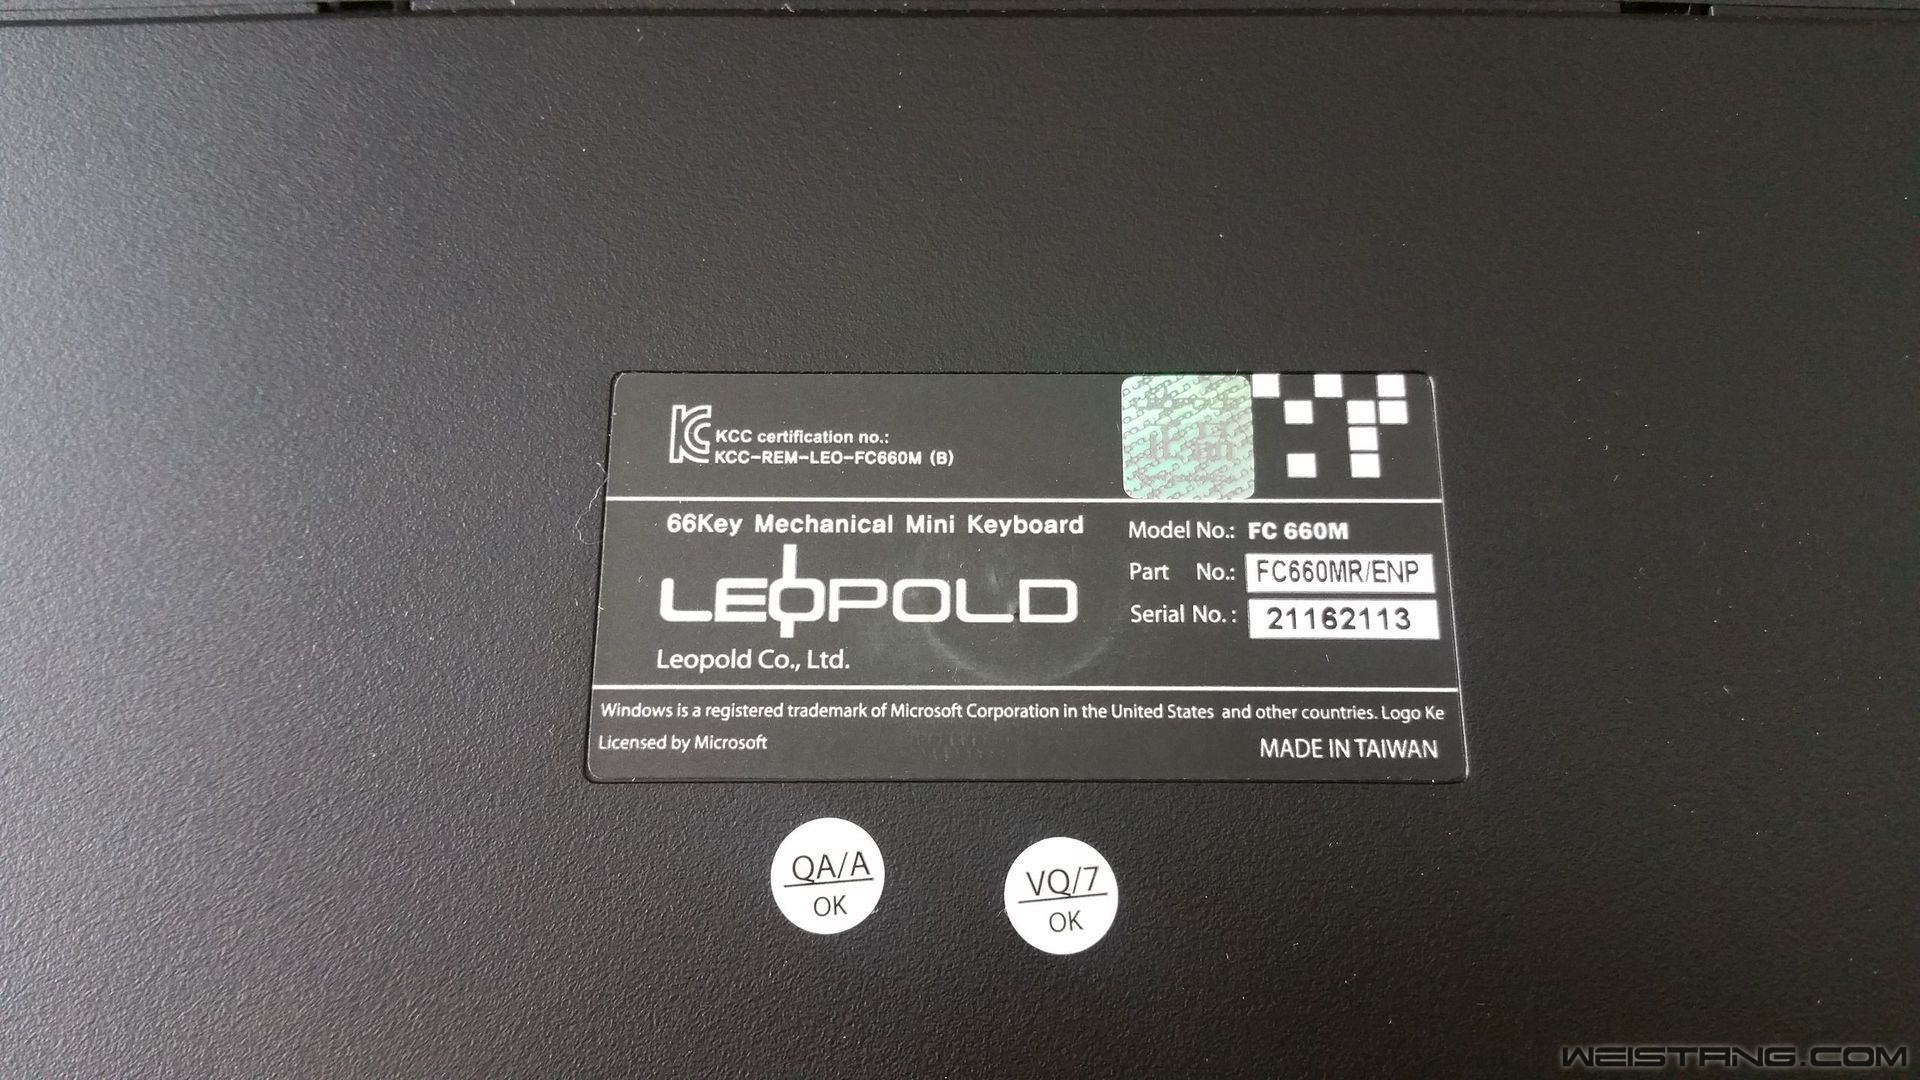 KCC certification no.:
KCC-REM-LEO-FC660M (B)
66Key Mechanical Mini Keyboard
LEOPOLD
Leopold Co., Ltd.
Model No.: FC 660M
Part No.: FC660MR/ENP
Serial No.: 21162113
Windows is a registered trademark of Microsoft Corporation in the United States and other countries. Logo Ke
Licensed by Microsoft
MADE IN TAIWAN
QA/A
OK
VQ/7
OK
WEISTANG.COM